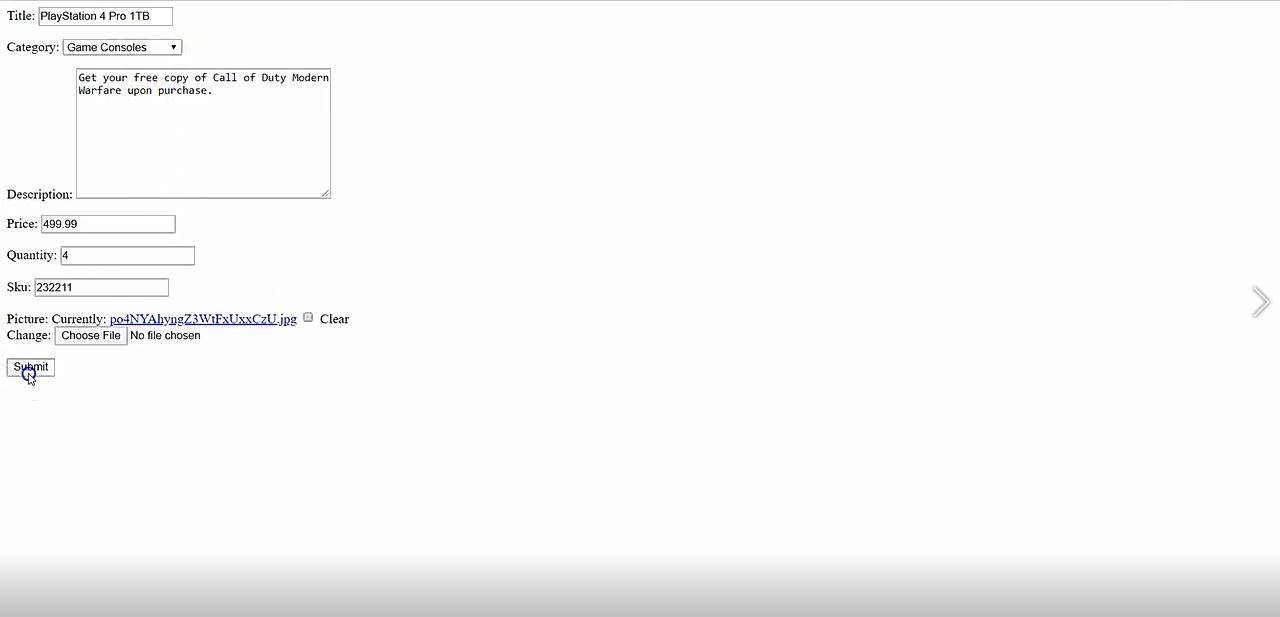 Title: PlayStation 4 Pro 1TB
Category: Game Consoles
Get your free copy of Call of Duty Modern
Warfare upon purchase.
Description:
Price: 499.99
Quantity: 4
Sku: 232211
Picture: Currently: po4NYAhyngZ3WtFxUxxCzU.jpg Clear
Change: Choose File No file chosen
Submit